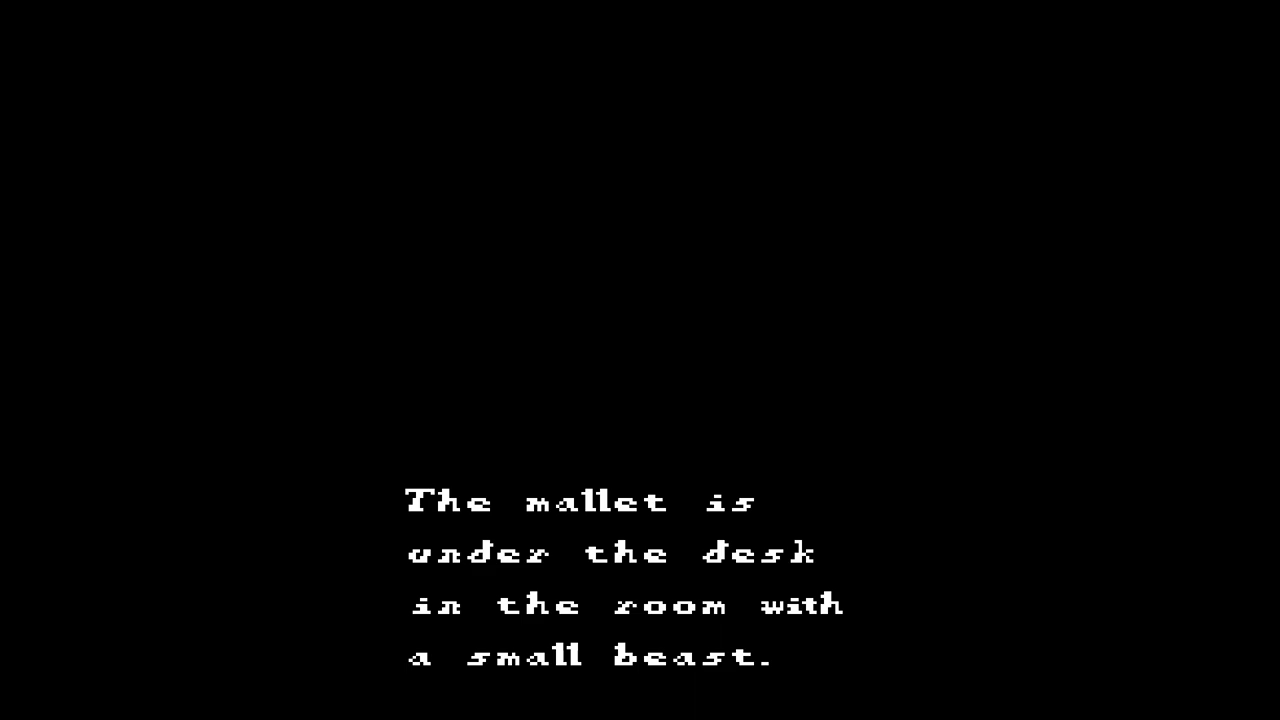 The mallet is
under the desk
in the room with
a small beast.